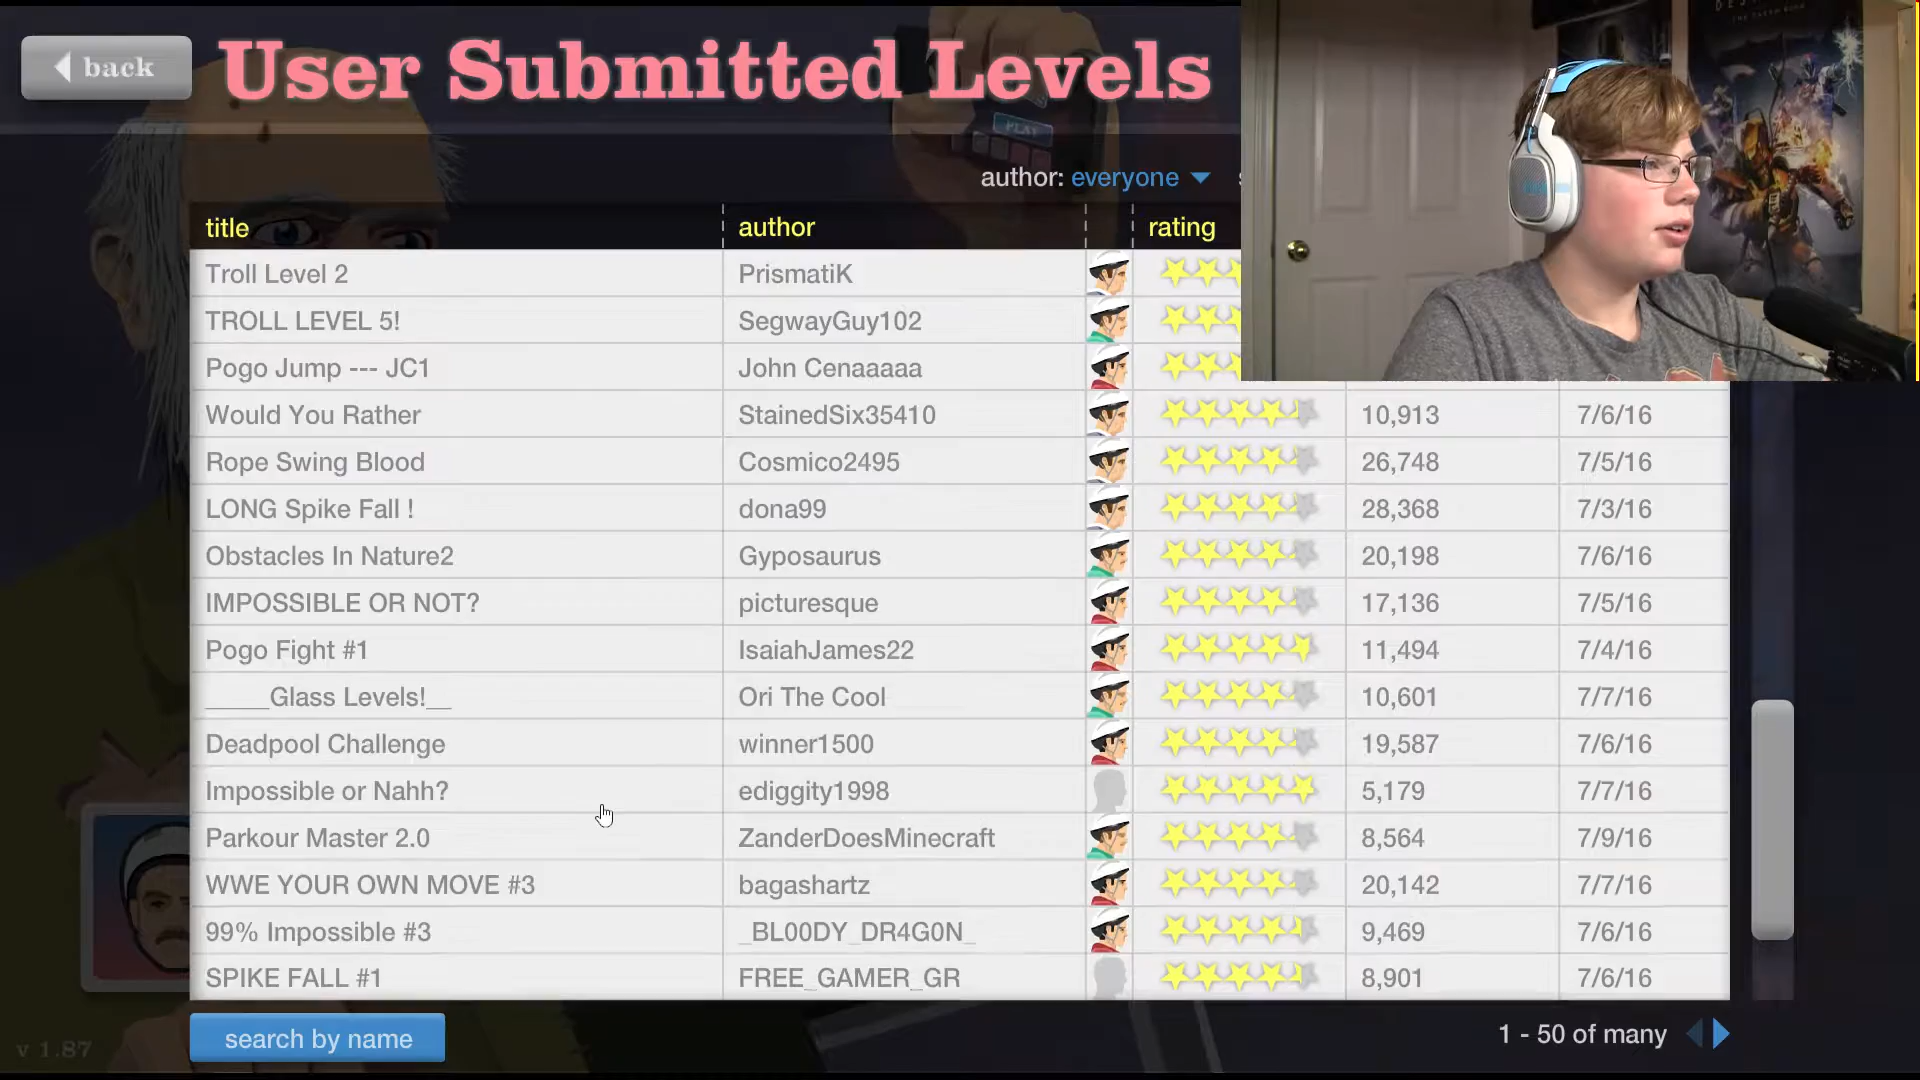 back
User Submitted Levels
PLAY
author: everyone
title author rating
Troll Level 2 PrismatiK
TROLL LEVEL 5! SegwayGuy102
Pogo Jump --- JC1 John Cenaaaaa
Would You Rather StainedSix35410 10,913 7/6/16
Rope Swing Blood Cosmico2495 26,748 7/5/16
LONG Spike Fall ! dona99 28,368 7/3/16
Obstacles In Nature2 Gyposaurus 20,198 7/6/16
IMPOSSIBLE OR NOT? picturesque 17,136 7/5/16
Pogo Fight #1 IsaiahJames22 11,494 7/4/16
_____Glass Levels!__ Ori The Cool 10,601 7/7/16
Deadpool Challenge winner1500 19,587 7/6/16
Impossible or Nahh? ediggity1998 5,179 7/7/16
Parkour Master 2.0 ZanderDoesMinecraft 8,564 7/9/16
WWE YOUR OWN MOVE #3 bagashartz 20,142 7/7/16
99% Impossible #3 _BL00DY_DR4G0N_ 9,469 7/6/16
SPIKE FALL #1 FREE_GAMER_GR 8,901 7/6/16
search by name
1 - 50 of many
v 1.87